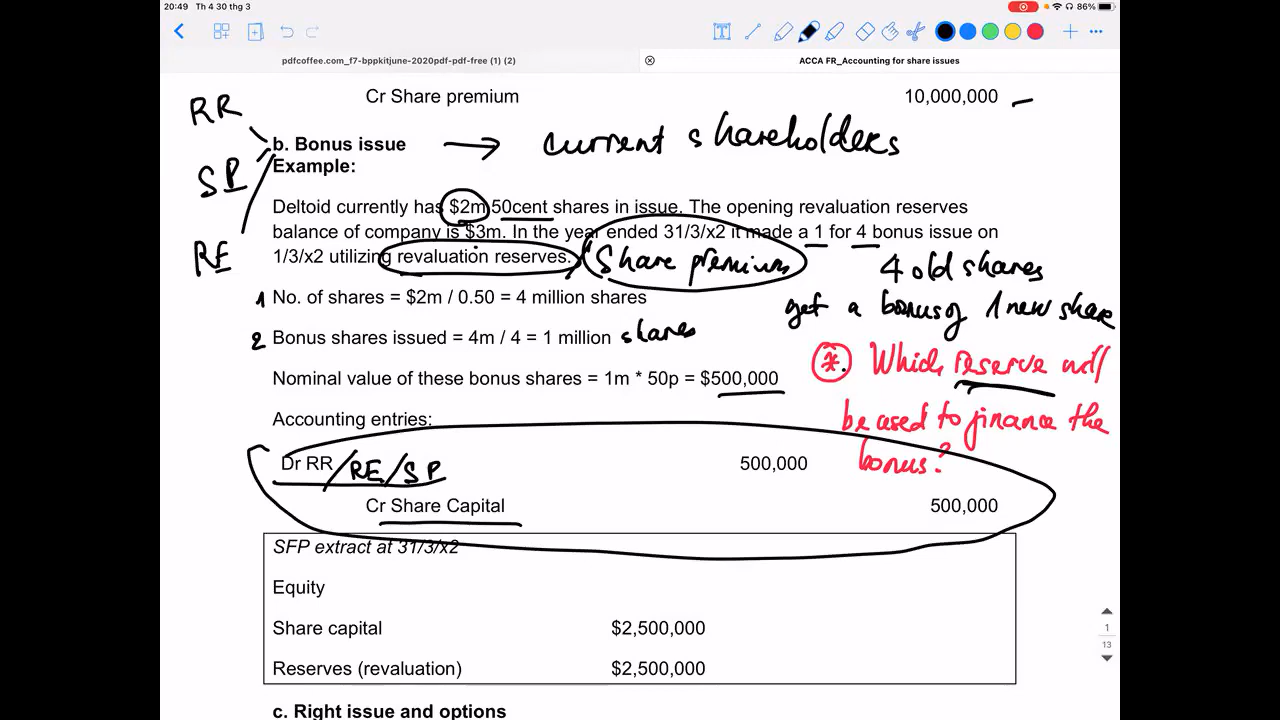 20:49 Th 4 30 thg 3
86%
pdfcoffee.com_f7-bppkitjune-2020pdf-pdf-free (1) (2)
ACCA FR_Accounting for share issues
Cr Share premium 10,000,000
RR
b. Bonus issue → current shareholders
Example:
SP
Deltoid currently has $2m 50cent shares in issue. The opening revaluation reserves
balance of company is $3m. In the year ended 31/3/x2 it made a 1 for 4 bonus issue on
RE
1/3/x2 utilizing revaluation reserves. Share premium
4 old shares
get a bonus of 1 new share
1 No. of shares = $2m / 0.50 = 4 million shares
2 Bonus shares issued = 4m / 4 = 1 million shares
*. Which reserve will
be used to finance the
bonus?
Nominal value of these bonus shares = 1m * 50p = $500,000
Accounting entries:
Dr RR/RE/SP 500,000
Cr Share Capital 500,000
SFP extract at 31/3/x2
Equity
Share capital $2,500,000
Reserves (revaluation) $2,500,000
c. Right issue and options
1
13